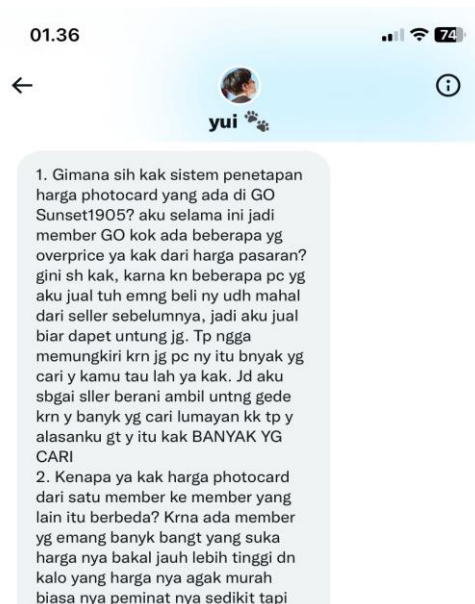 01.36
74
yui
1. Gimana sih kak sistem penetapan
harga photocard yang ada di GO
Sunset1905? aku selama ini jadi
member GO kok ada beberapa yg
overprice ya kak dari harga pasaran?
gini sh kak, karna kn beberapa pc yg
aku jual tuh emng beli ny udh mahal
dari seller sebelumnya, jadi aku jual
biar dapet untung jg. Tp ngga
memungkiri krn jg pc ny itu bnyak yg
cari y kamu tau lah ya kak. Jd aku
sbgai sller berani ambil untng gede
krn y banyk yg cari lumayan kk tp y
alasanku gt y itu kak BANYAK YG
CARI
2. Kenapa ya kak harga photocard
dari satu member ke member yang
lain itu berbeda? Krna ada member
yg emang banyk bangt yang suka
harga nya bakal jauh lebih tinggi dn
kalo yang harga nya agak murah
biasa nya peminat nya sedikit tapi